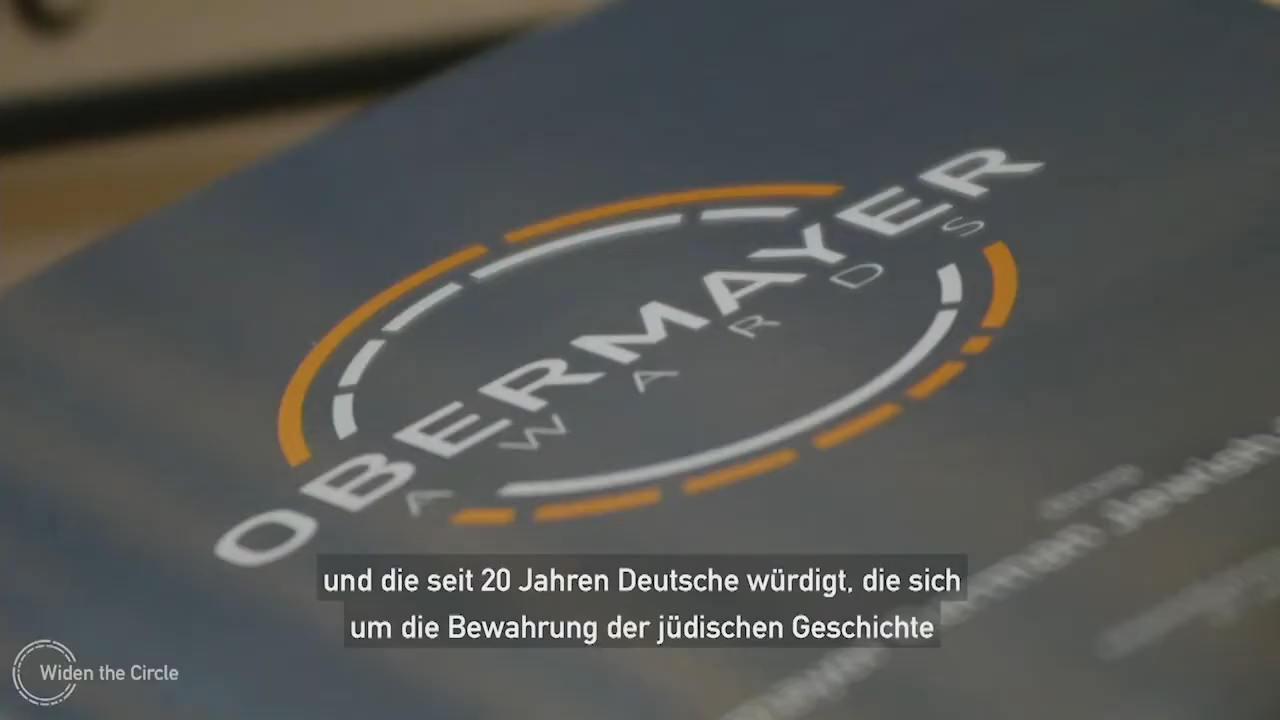 OBERMAYER
AWARDS
und die seit 20 Jahren Deutsche würdigt, die sich
um die Bewahrung der jüdischen Geschichte
Widen the Circle